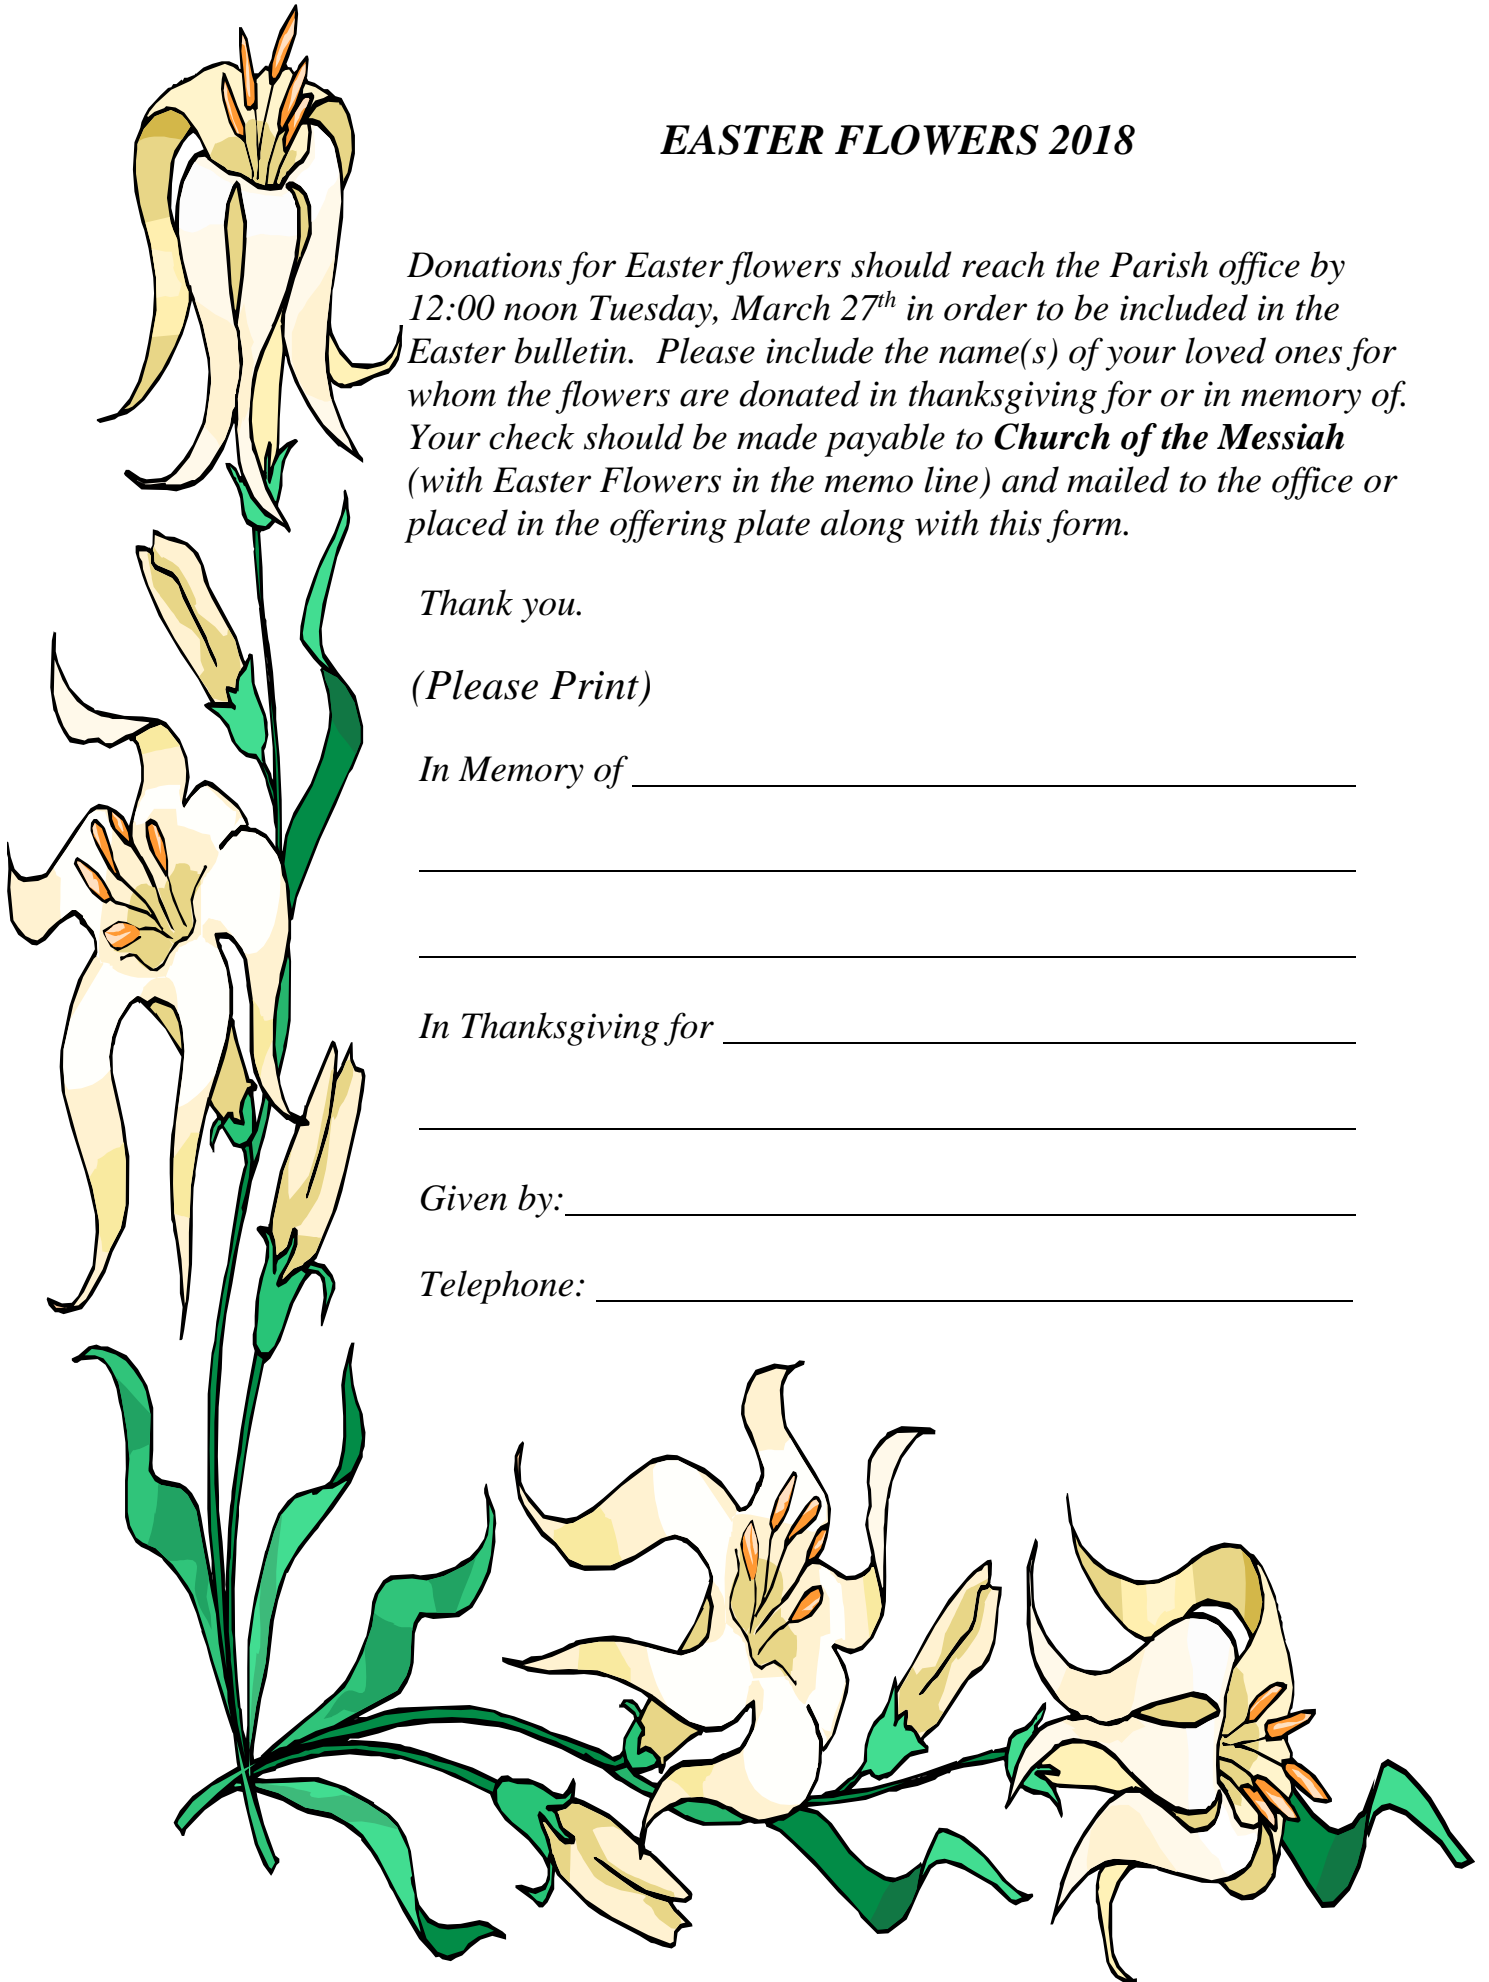 EASTER FLOWERS 2018
Donations for Easter flowers should reach the Parish office by
12:00 noon Tuesday, March 27th in order to be included in the
Easter bulletin.  Please include the name(s) of your loved ones for
whom the flowers are donated in thanksgiving for or in memory of.
Your check should be made payable to Church of the Messiah
(with Easter Flowers in the memo line) and mailed to the office or
placed in the offering plate along with this form.
Thank you.
(Please Print)
In Memory of
In Thanksgiving for
Given by:
Telephone: